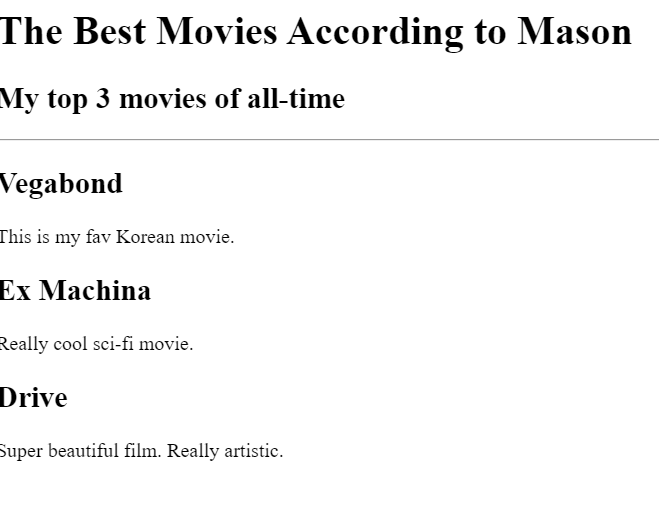 The Best Movies According to Mason
My top 3 movies of all-time
Vegabond
This is my fav Korean movie.
Ex Machina
Really cool sci-fi movie.
Drive
Super beautiful film. Really artistic.